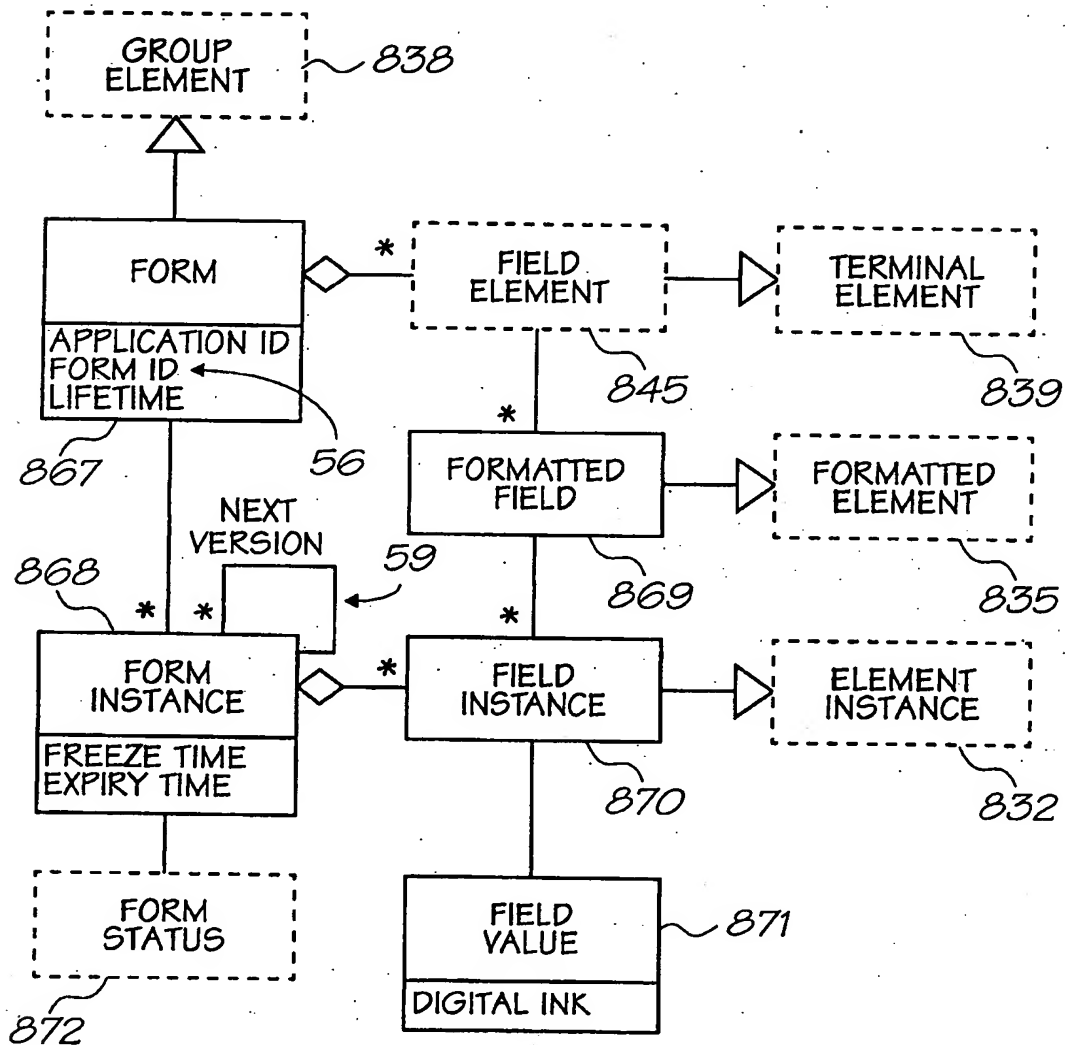 GROUP
ELEMENT
838
FORM
APPLICATION ID
FORM ID
LIFETIME
867
56
*
FIELD
ELEMENT
845
TERMINAL
ELEMENT
839
*
FORMATTED
FIELD
869
FORMATTED
ELEMENT
835
NEXT
VERSION
59
868
*
*
FORM
INSTANCE
FREEZE TIME
EXPIRY TIME
*
*
FIELD
INSTANCE
870
ELEMENT
INSTANCE
832
FORM
STATUS
872
FIELD
VALUE
DIGITAL INK
871